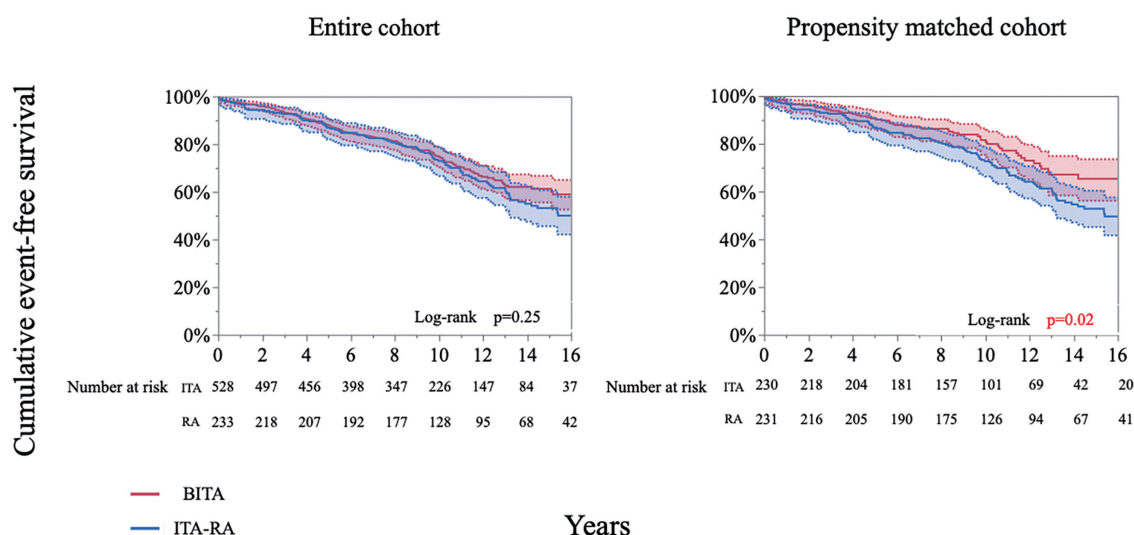 Entire cohort
Propensity matched cohort
Cumulative event-free survival
100%
80%
60%
40%
20%
0%
Log-rank p=0.25
0 2 4 6 8 10 12 14 16
Number at risk ITA 528 497 456 398 347 226 147 84 37
RA 233 218 207 192 177 128 95 68 42
100%
80%
60%
40%
20%
0%
Log-rank p=0.02
0 2 4 6 8 10 12 14 16
Number at risk ITA 230 218 204 181 157 101 69 42 20
RA 231 216 205 190 175 126 94 67 41
BITA
ITA-RA
Years